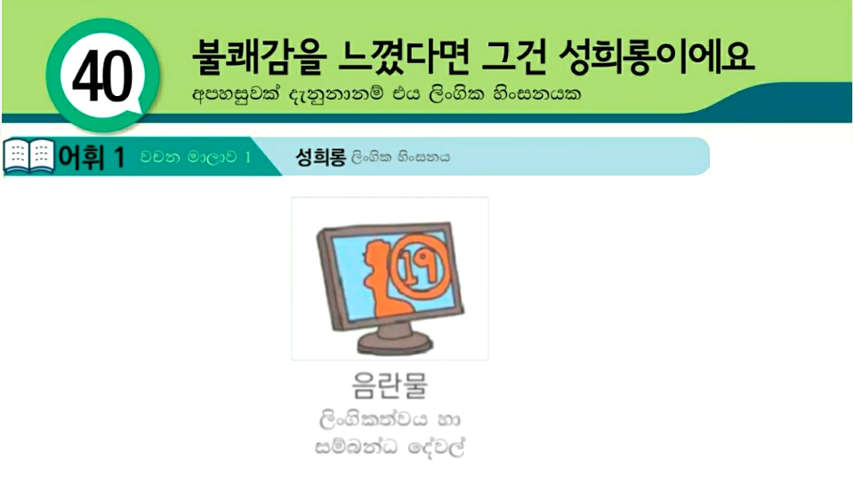 40
불쾌감을 느꼈다면 그건 성희롱이에요
අපහසුවක් දැනුනානම් එය ලිංගික හිංසනයක
어휘 1 වචන මාලාව 1 성희롱 ලිංගික හිංසනය
19
음란물
ලිංගිකත්වය හා
සම්බන්ධ දේවල්